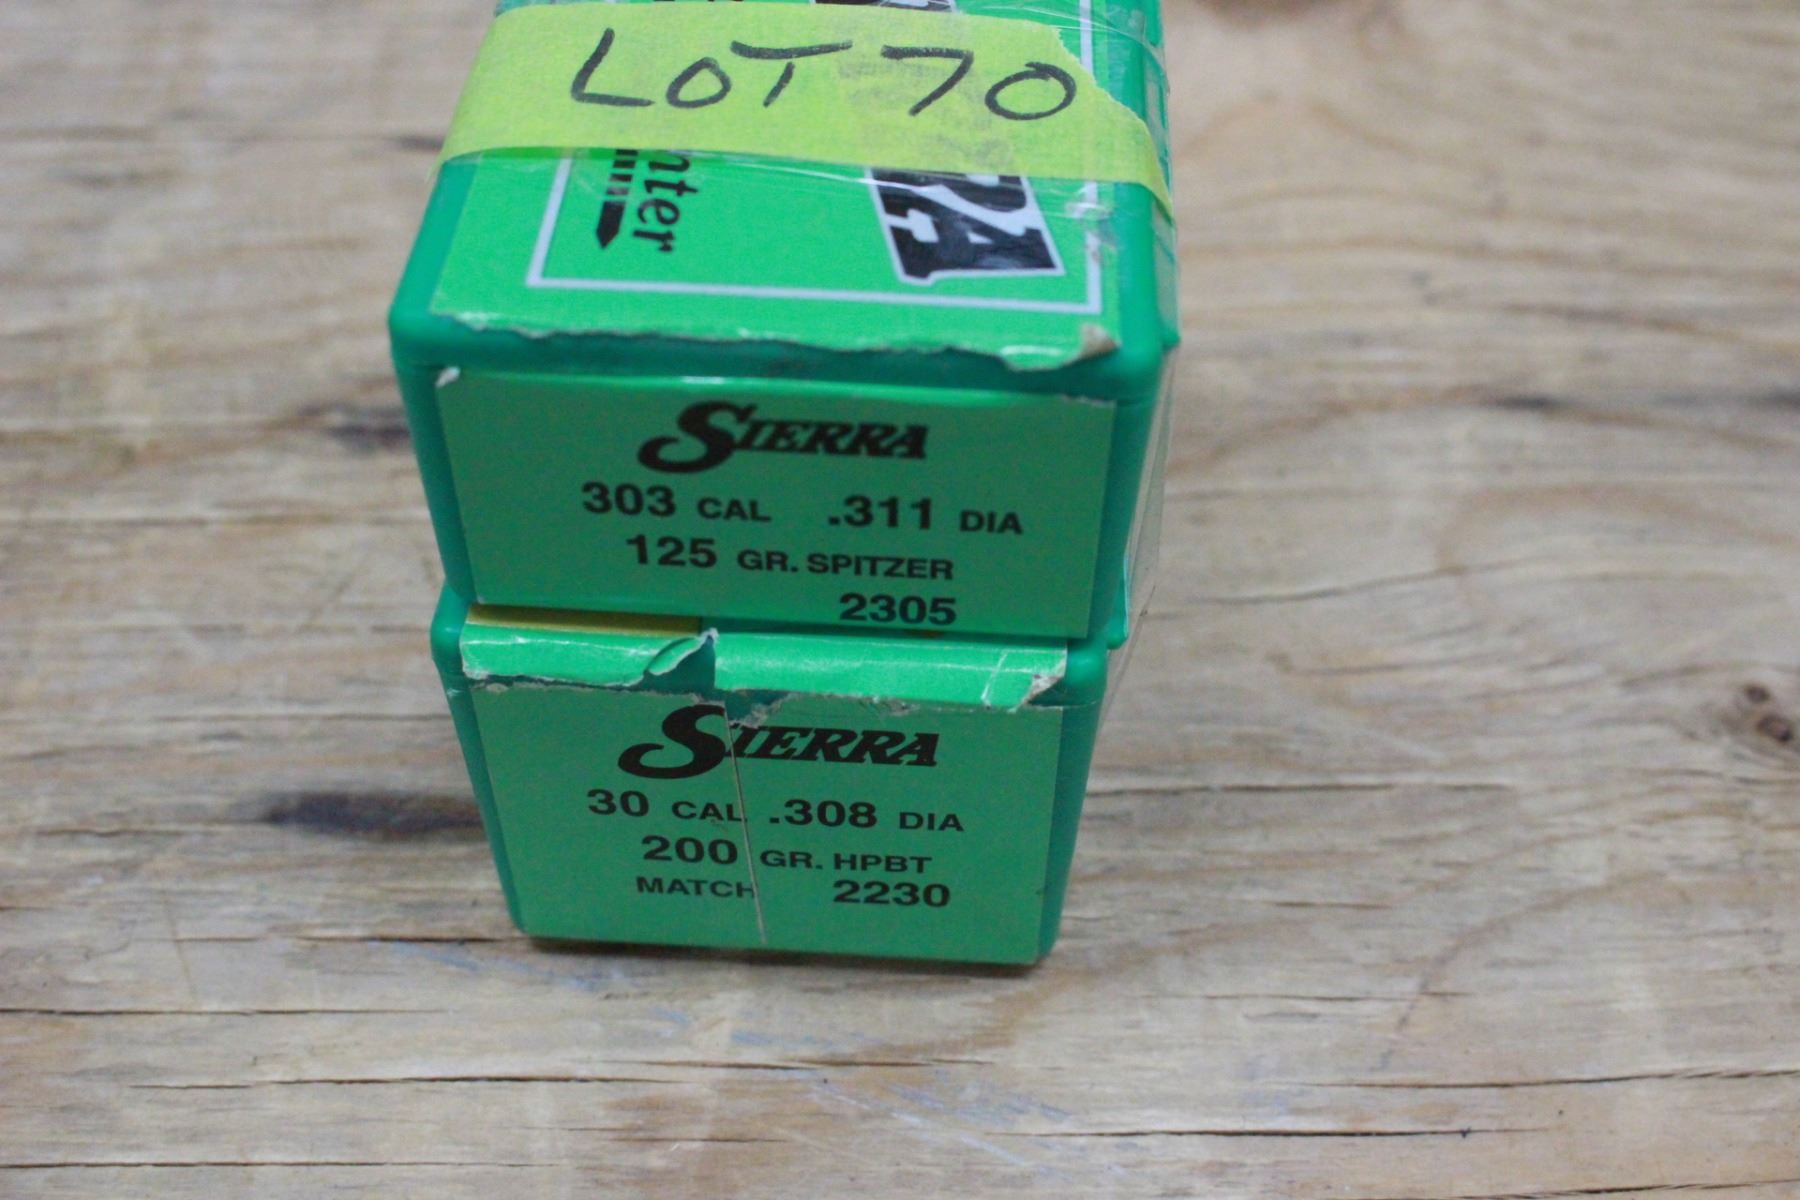 LOT 70
SIERRA
303 CAL .311 DIA
125 GR. SPITZER
2305
SIERRA
30 CAL .308 DIA
200 GR. HPBT
MATCH 2230